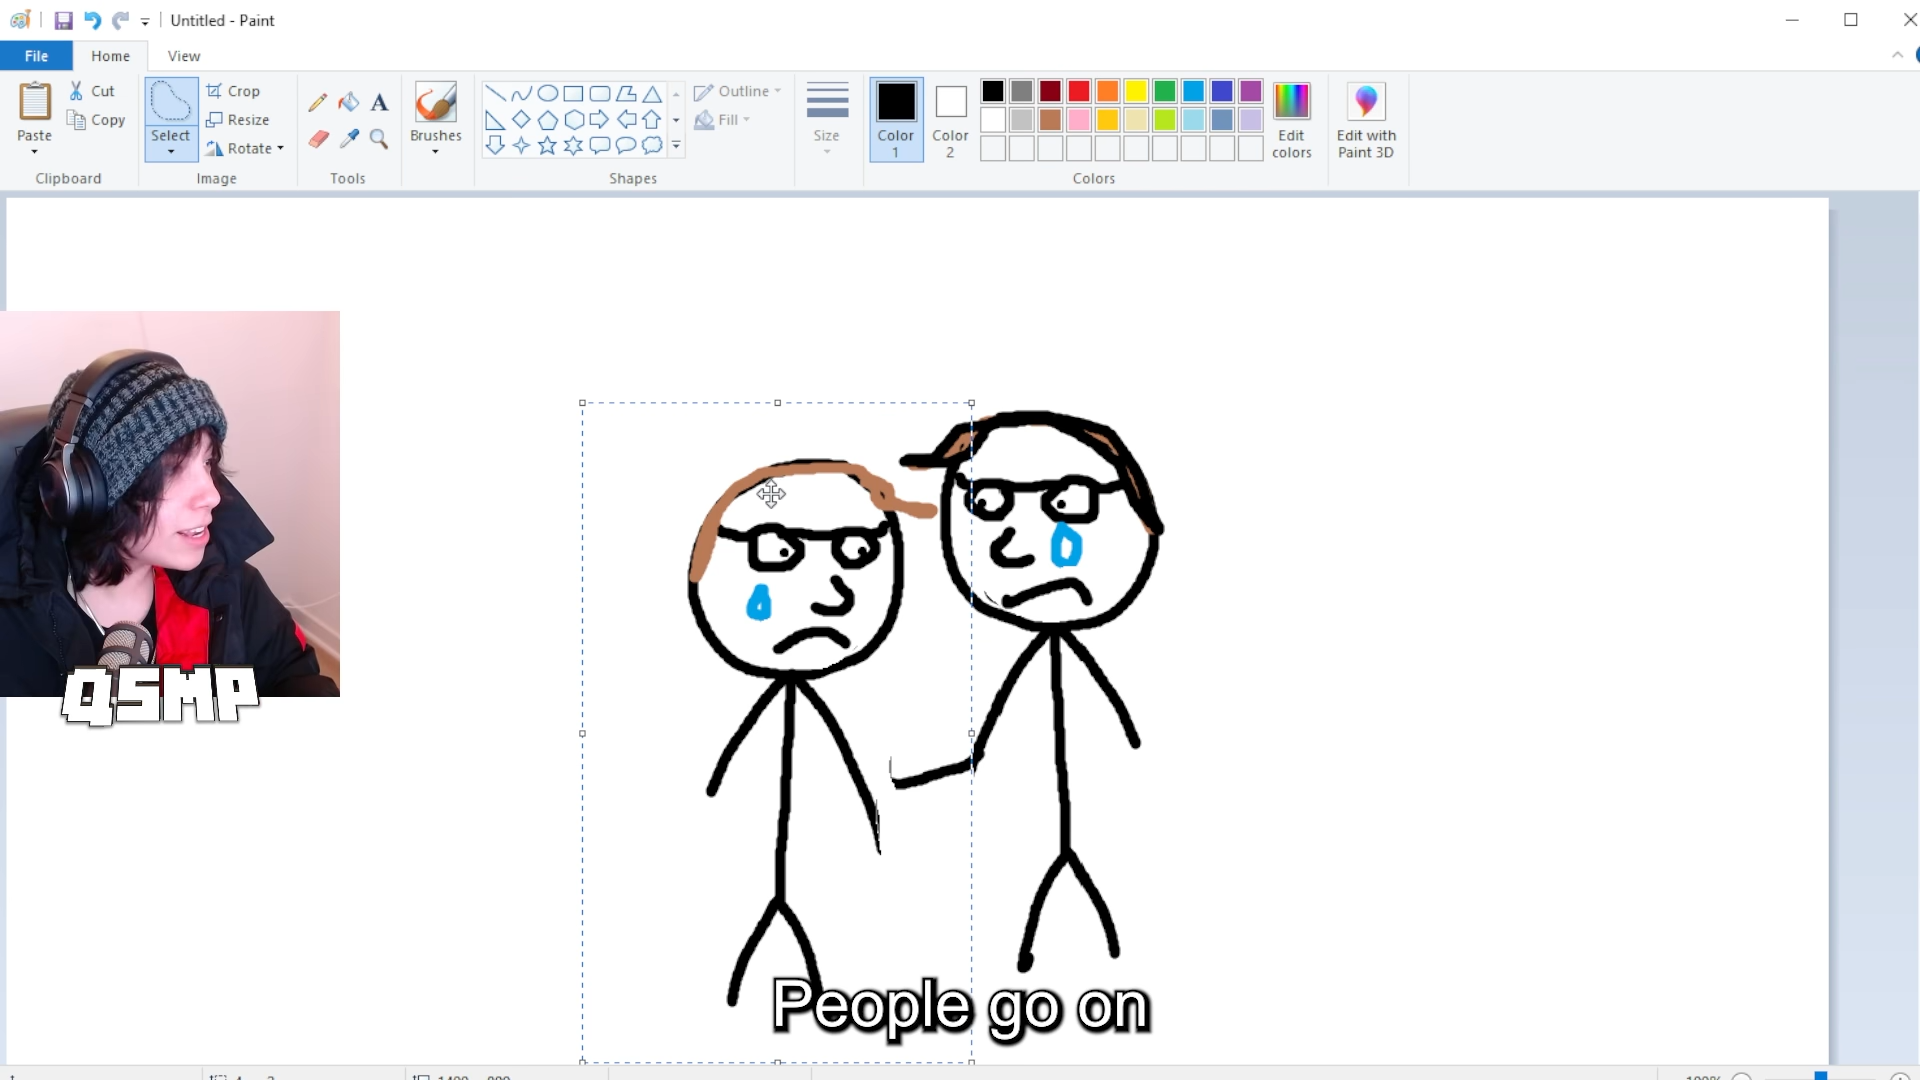 Untitled - Paint
File Home View
Cut
Copy
Paste
Clipboard
Select
Crop
Resize
Rotate
Image
A
Tools
Brushes
Outline
Fill
Shapes
Size
Color 1
Color 2
Edit colors
Colors
Edit with Paint 3D
QSMP
People go on